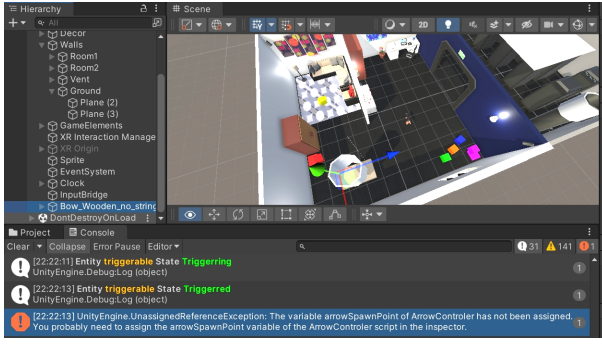 Hierarchy
All
Decor
Walls
Room1
Room2
Vent
Ground
Plane (2)
Plane (3)
GameElements
XR Interaction Manage
XR Origin
Sprite
EventSystem
Clock
InputBridge
Bow_Wooden_no_string
DontDestroyOnLoad
# Scene
2D
Project
Console
Clear
Collapse
Error Pause
Editor
31
141
1
[22:22:11] Entity triggerable State Triggerring
UnityEngine.Debug:Log (object)
1
[22:22:13] Entity triggerable State Triggerred
UnityEngine.Debug:Log (object)
1
[22:22:13] UnityEngine.UnassignedReferenceException: The variable arrowSpawnPoint of ArrowControler has not been assigned.
You probably need to assign the arrowSpawnPoint variable of the ArrowControler script in the inspector.
1